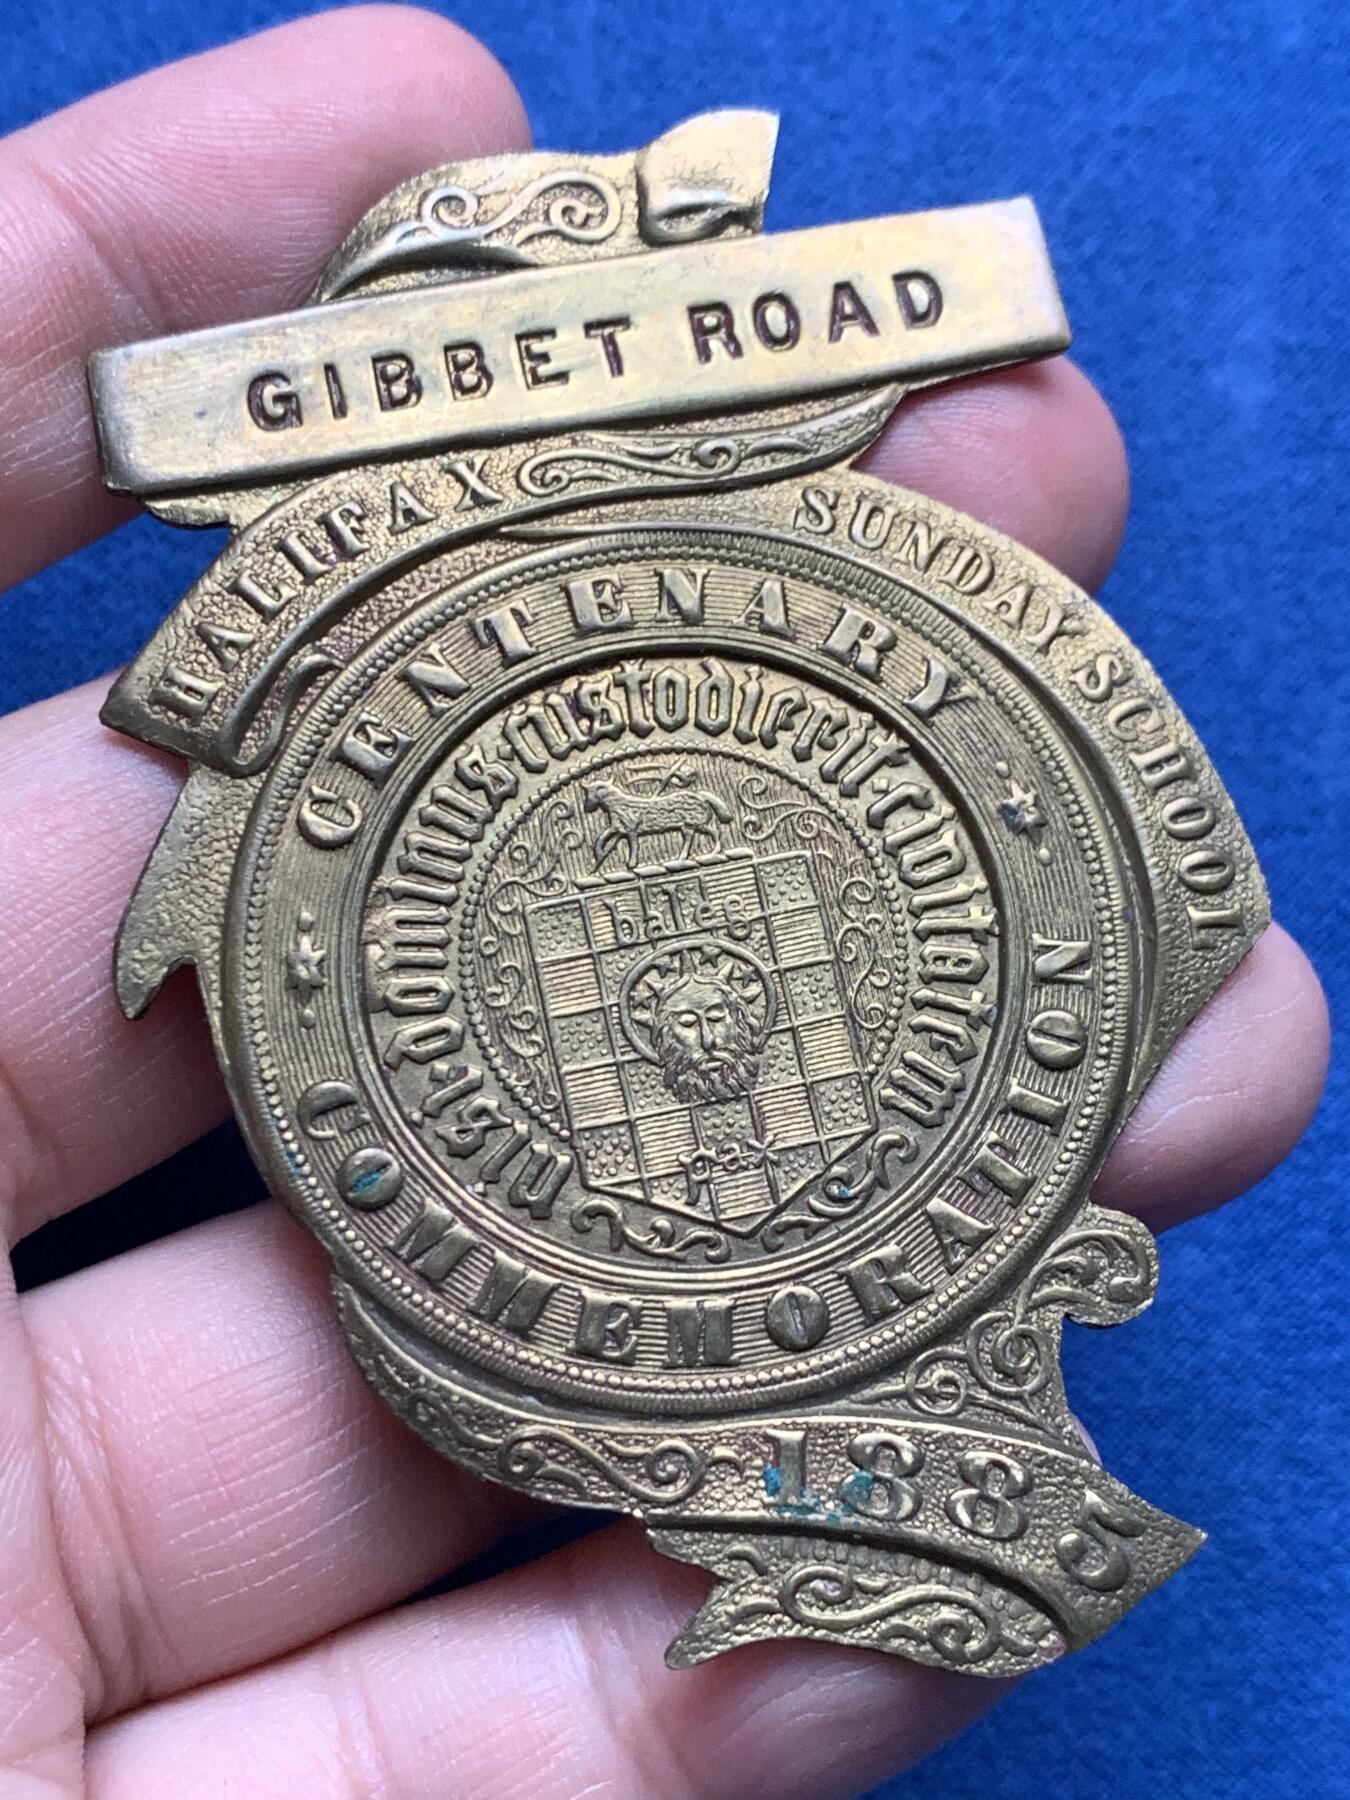 GIBBET ROAD
HALIFAX SUNDAY SCHOOL
CENTENARY
COMMEMORATION
nisi·dominus·custodierit·civitatem
hales
pax
1885